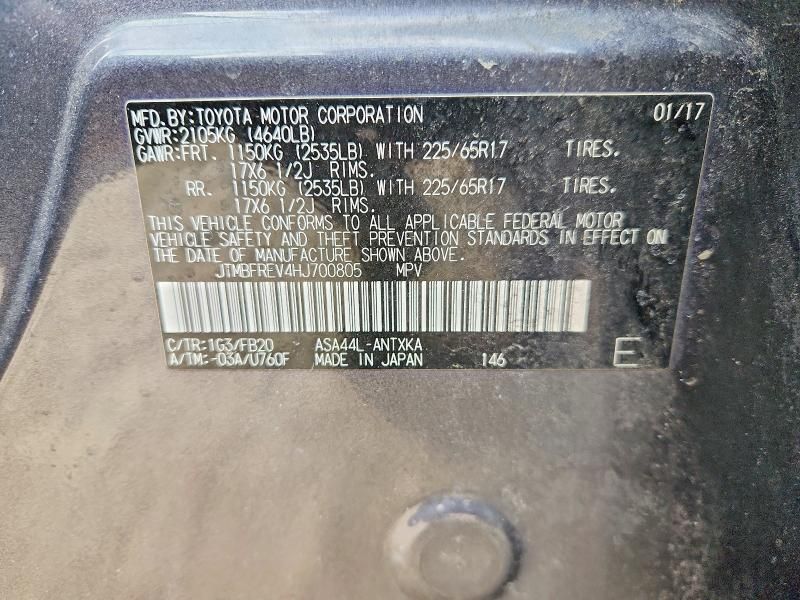 MFD.BY:TOYOTA MOTOR CORPORATION 01/17
GVWR:2105KG (4640LB)
GAWR:FRT. 1150KG (2535LB) WITH 225/65R17 TIRES.
17X6 1/2J RIMS.
RR. 1150KG (2535LB) WITH 225/65R17 TIRES.
17X6 1/2J RIMS.
THIS VEHICLE CONFORMS TO ALL APPLICABLE FEDERAL MOTOR
VEHICLE SAFETY AND THEFT PREVENTION STANDARDS IN EFFECT ON
THE DATE OF MANUFACTURE SHOWN ABOVE.
JTMBFREV4HJ700805 MPV
C/TR:1G3/FB20 ASA44L-ANTXKA
A/TM:-03A/U760F MADE IN JAPAN 146 E